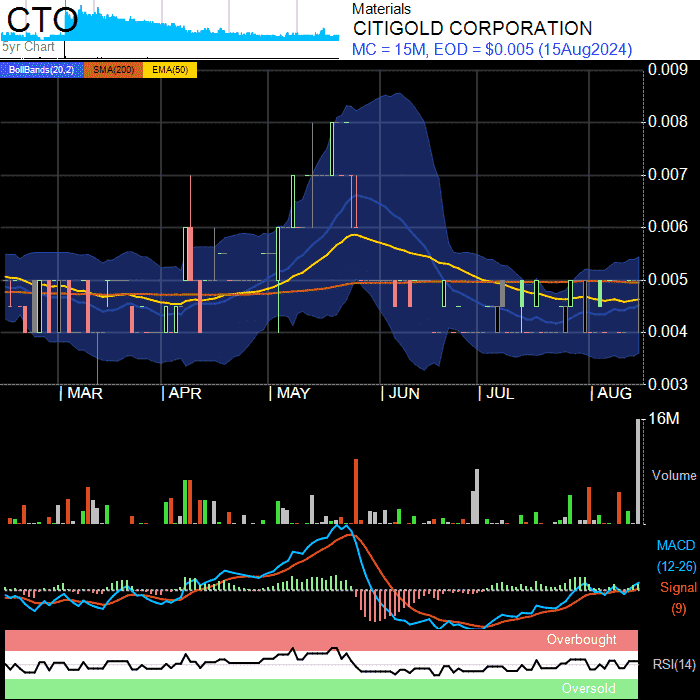 CTO
5yr Chart
Materials
CITIGOLD CORPORATION
MC = 15M, EOD = $0.005 (15Aug2024)
BollBands(20,2) SMA(200) EMA(50)
0.009
0.008
0.007
0.006
0.005
0.004
0.003
MAR APR MAY JUN JUL AUG
16M
Volume
MACD
(12-26)
Signal
(9)
Overbought
RSI(14)
Oversold